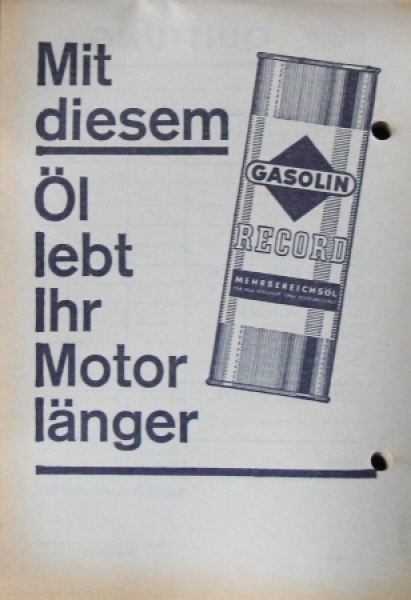 Mit
diesem
Öl
lebt
Ihr
Motor
länger
GASOLIN
RECORD
MEHRBEREICHSÖL